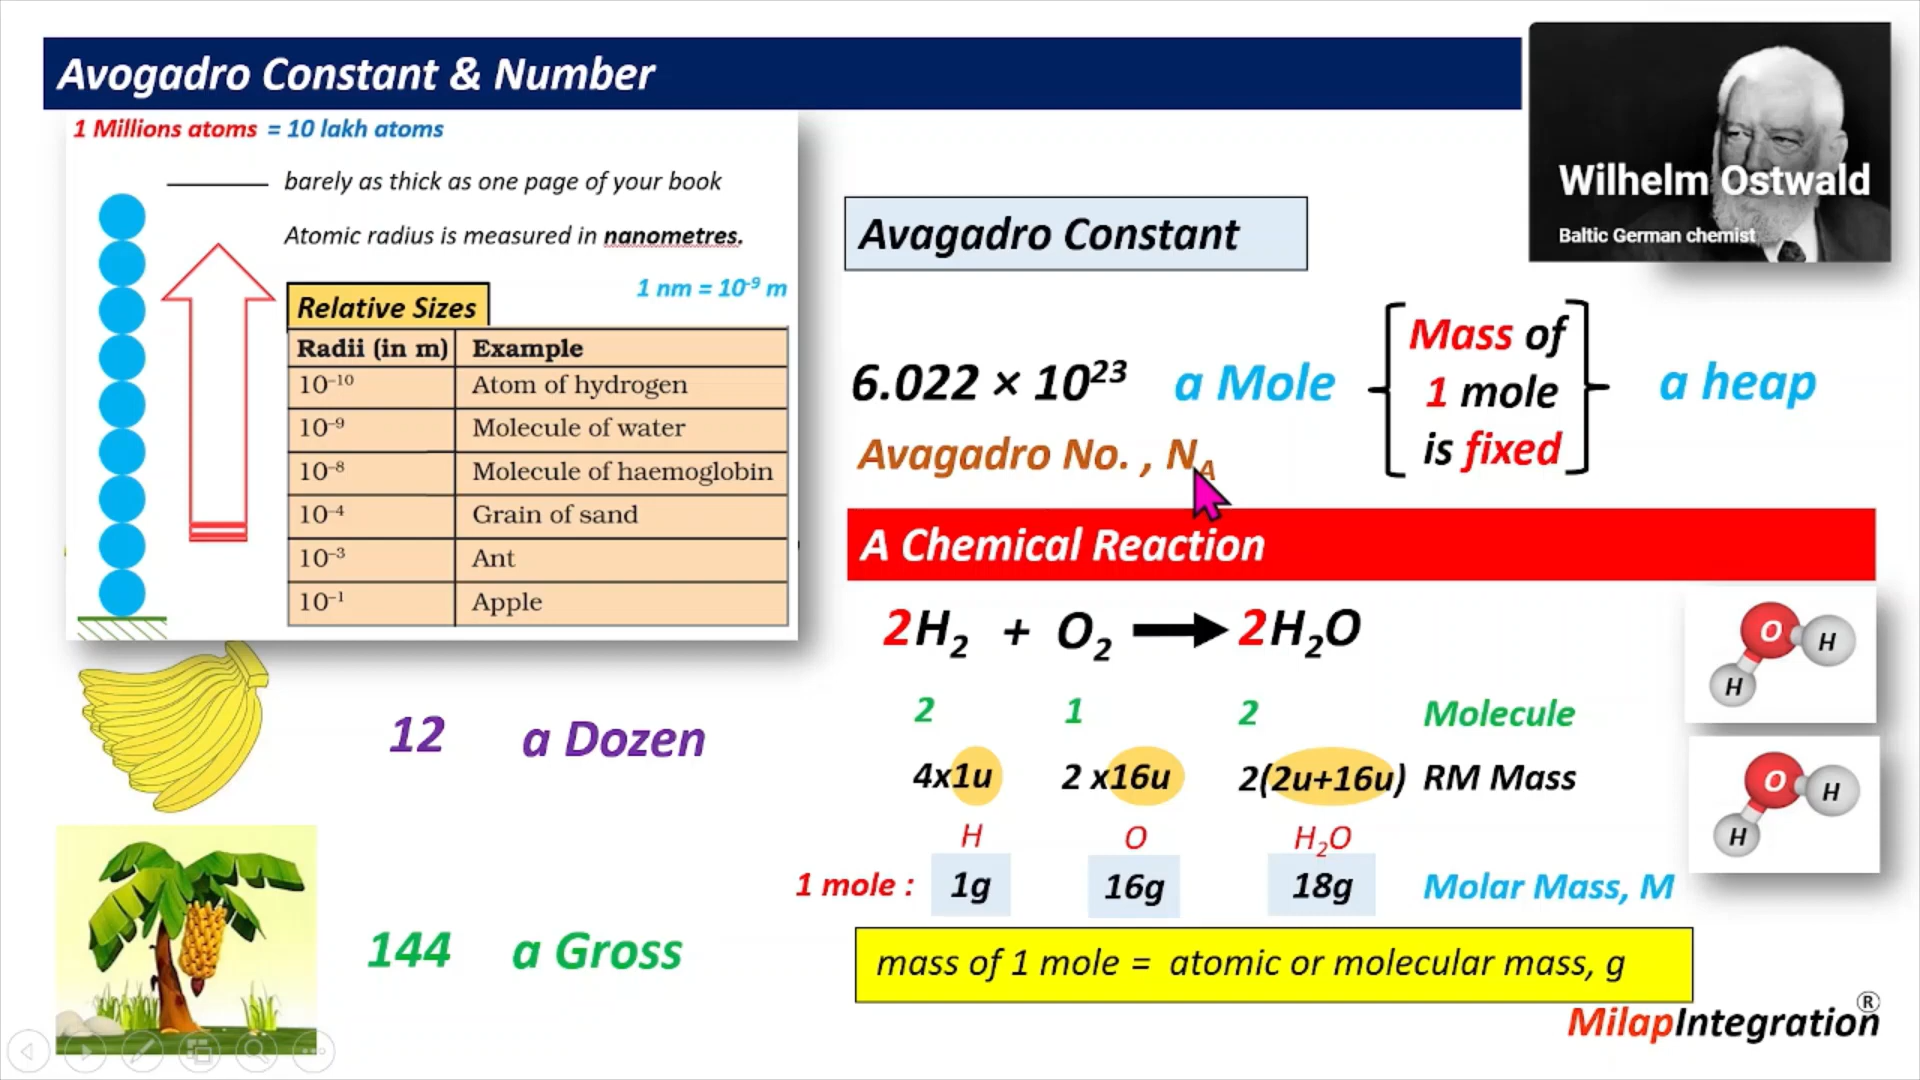 Avogadro Constant & Number
1 Millions atoms = 10 lakh atoms
barely as thick as one page of your book
Atomic radius is measured in nanometres.
1 nm = 10⁻⁹ m
Relative Sizes
Radii (in m) Example
10⁻¹⁰ Atom of hydrogen
10⁻⁹ Molecule of water
10⁻⁸ Molecule of haemoglobin
10⁻⁴ Grain of sand
10⁻³ Ant
10⁻¹ Apple
12 a Dozen
144 a Gross
Wilhelm Ostwald
Baltic German chemist
Avagadro Constant
6.022 × 10²³ a Mole
Mass of
1 mole
is fixed
a heap
Avagadro No. , N_A
A Chemical Reaction
2H₂ + O₂ → 2H₂O
2 1 2 Molecule
4x1u 2 x16u 2(2u+16u) RM Mass
H O H₂O
1 mole : 1g 16g 18g Molar Mass, M
mass of 1 mole = atomic or molecular mass, g
O H
H
O H
H
MilapIntegration®